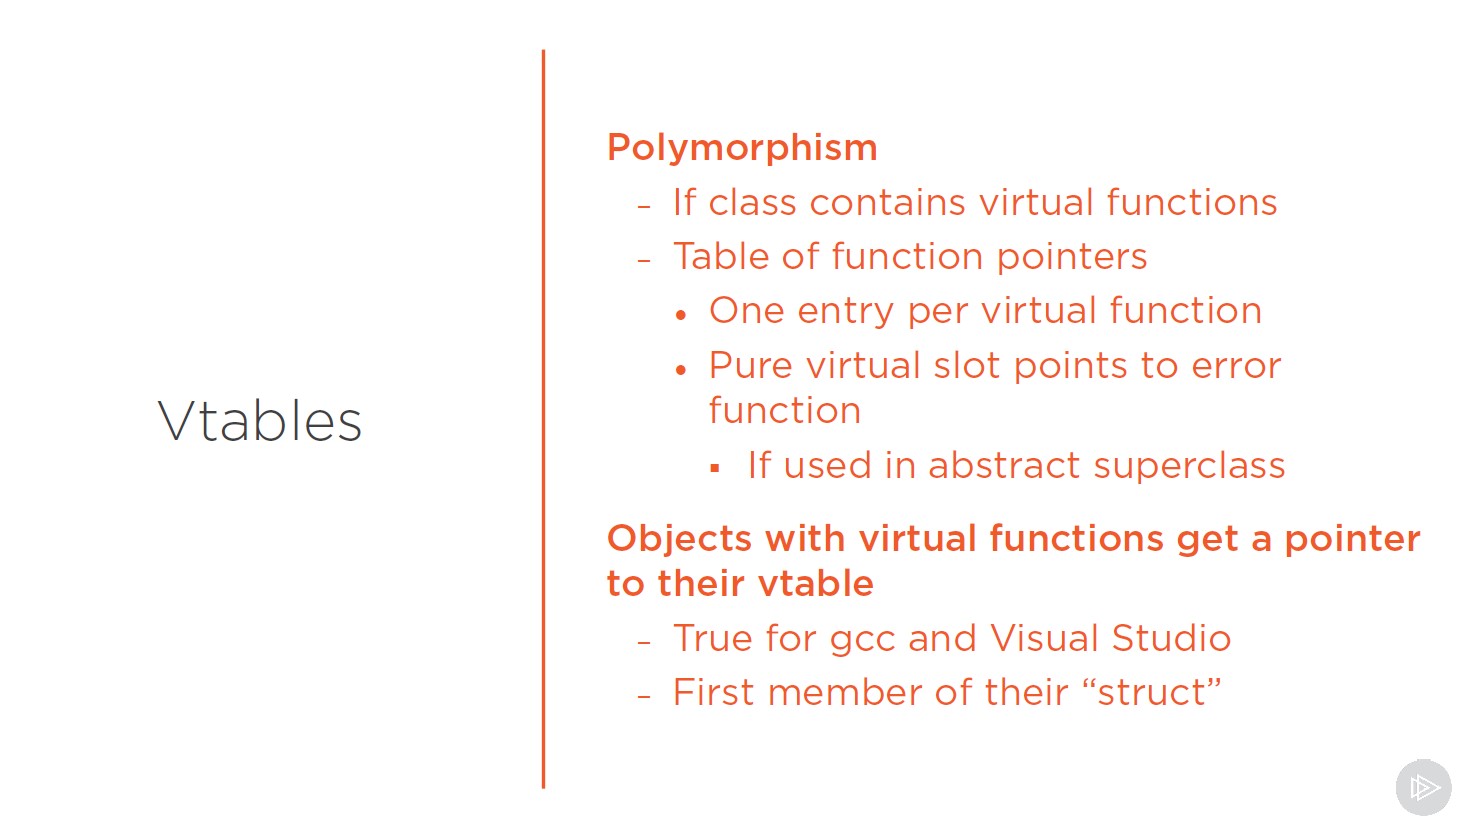 Vtables
Polymorphism
– If class contains virtual functions
– Table of function pointers
• One entry per virtual function
• Pure virtual slot points to error
function
▪ If used in abstract superclass
Objects with virtual functions get a pointer
to their vtable
– True for gcc and Visual Studio
– First member of their “struct”